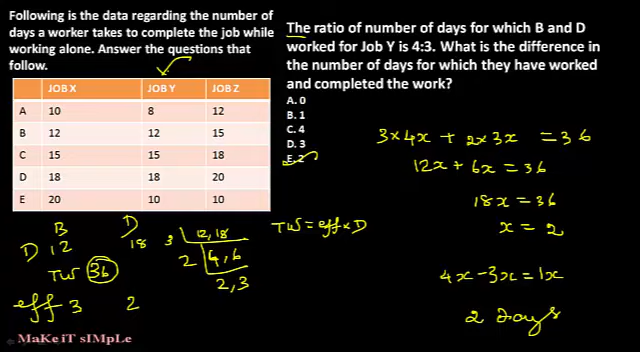 Following is the data regarding the number of
days a worker takes to complete the job while
working alone. Answer the questions that
follow.
JOB X JOB Y JOB Z
A 10 8 12
B 12 12 15
C 15 15 18
D 18 18 20
E 20 10 10
B D
D 12 18
TW 36
eff 3 2
3 12, 18
2 4, 6
2, 3
TW = eff x D
The ratio of number of days for which B and D
worked for Job Y is 4:3. What is the difference in
the number of days for which they have worked
and completed the work?
A. 0
B. 1
C. 4
D. 3
E. 2
3 x 4x + 2 x 3x = 36
12x + 6x = 36
18x = 36
x = 2
4x - 3x = 1x
2 Days
MaKe iT sIMpLe